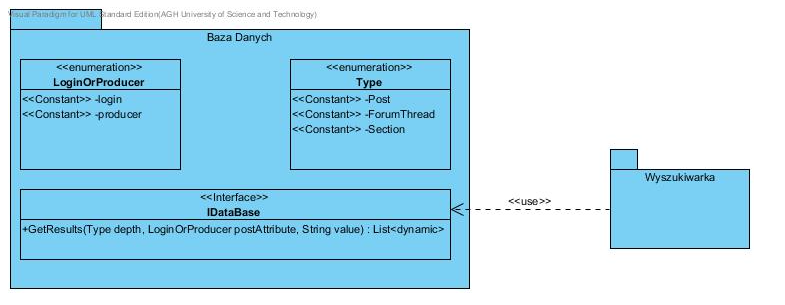 Visual Paradigm for UML Standard Edition(AGH University of Science and Technology)
Baza Danych
<<enumeration>>
LoginOrProducer
<<Constant>> -login
<<Constant>> -producer
<<enumeration>>
Type
<<Constant>> -Post
<<Constant>> -ForumThread
<<Constant>> -Section
<<Interface>>
IDataBase
+GetResults(Type depth, LoginOrProducer postAttribute, String value) : List<dynamic>
<<use>>
Wyszukiwarka